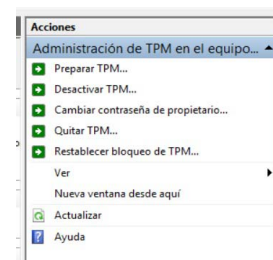 Acciones
Administración de TPM en el equipo...
Preparar TPM...
Desactivar TPM...
Cambiar contraseña de propietario...
Quitar TPM...
Restablecer bloqueo de TPM...
Ver
Nueva ventana desde aquí
Actualizar
Ayuda